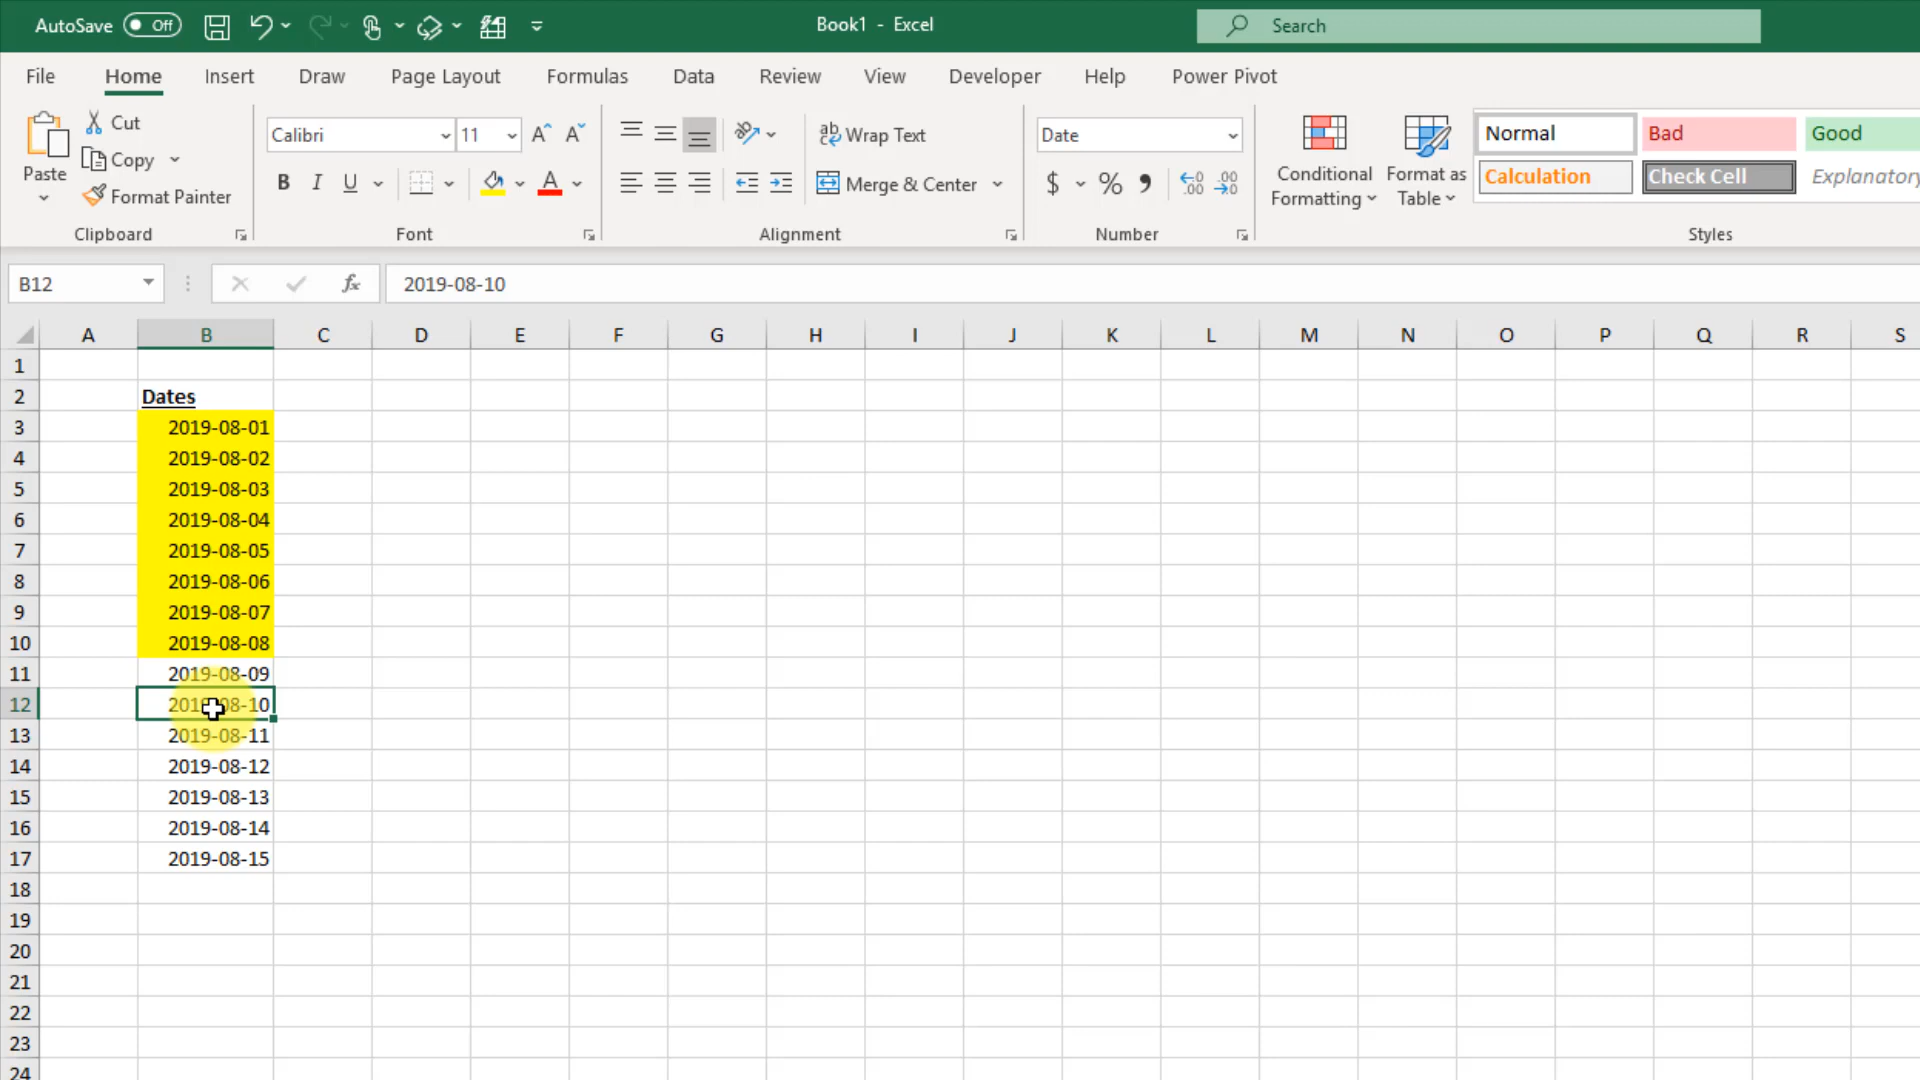 AutoSave Off Book1 - Excel Search
File Home Insert Draw Page Layout Formulas Data Review View Developer Help Power Pivot
Paste
Cut
Copy
Format Painter
Clipboard
Calibri 11
Font
Wrap Text
Merge & Center
Alignment
Date
Number
Conditional Formatting
Format as Table
Normal Bad Good
Calculation Check Cell Explanatory
Styles
B12 fx 2019-08-10
A B C D E F G H I J K L M N O P Q R S
1
2 Dates
3 2019-08-01
4 2019-08-02
5 2019-08-03
6 2019-08-04
7 2019-08-05
8 2019-08-06
9 2019-08-07
10 2019-08-08
11 2019-08-09
12 2019-08-10
13 2019-08-11
14 2019-08-12
15 2019-08-13
16 2019-08-14
17 2019-08-15
18
19
20
21
22
23
24